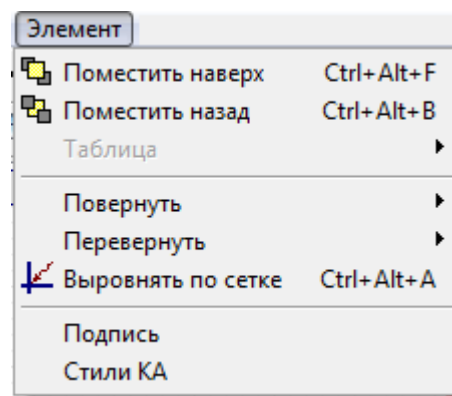 Элемент
Поместить наверх Ctrl+Alt+F
Поместить назад Ctrl+Alt+B
Таблица
Повернуть
Перевернуть
Выровнять по сетке Ctrl+Alt+A
Подпись
Стили КА